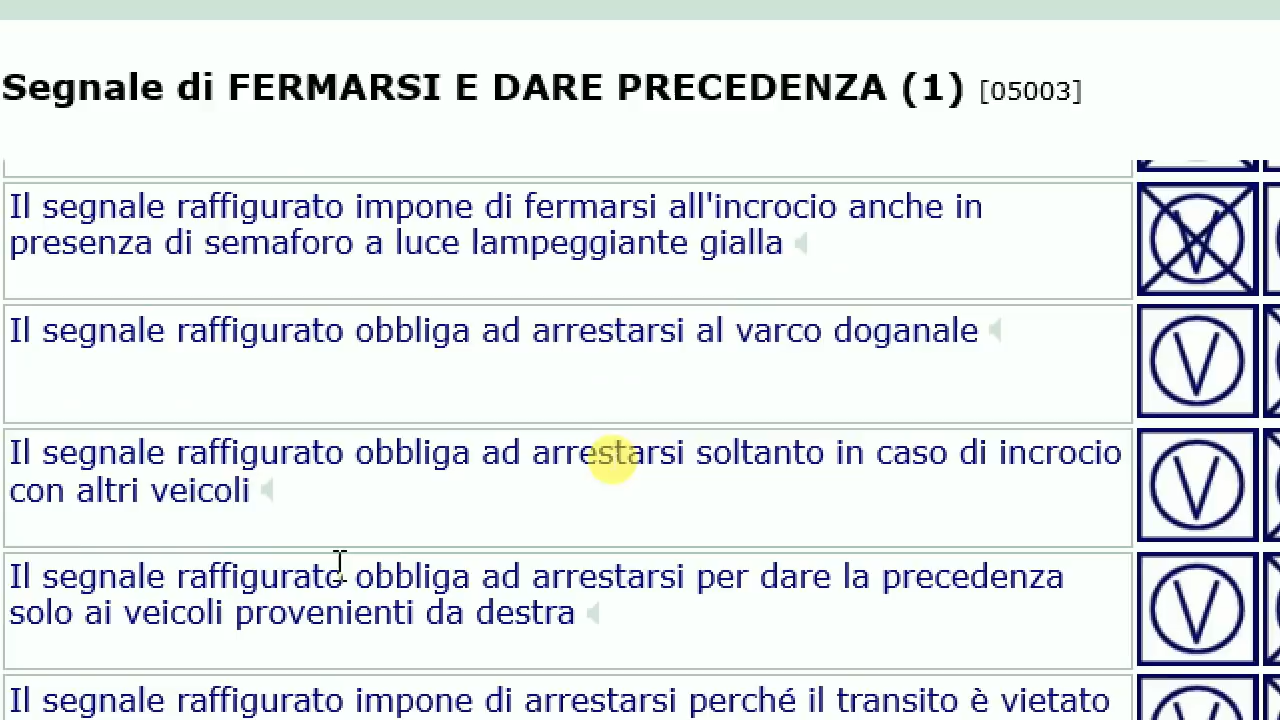 Segnale di FERMARSI E DARE PRECEDENZA (1) [05003]
Il segnale raffigurato impone di fermarsi all'incrocio anche in
presenza di semaforo a luce lampeggiante gialla
V
Il segnale raffigurato obbliga ad arrestarsi al varco doganale
V
Il segnale raffigurato obbliga ad arrestarsi soltanto in caso di incrocio
con altri veicoli
V
Il segnale raffigurato obbliga ad arrestarsi per dare la precedenza
solo ai veicoli provenienti da destra
V
Il segnale raffigurato impone di arrestarsi perché il transito è vietato